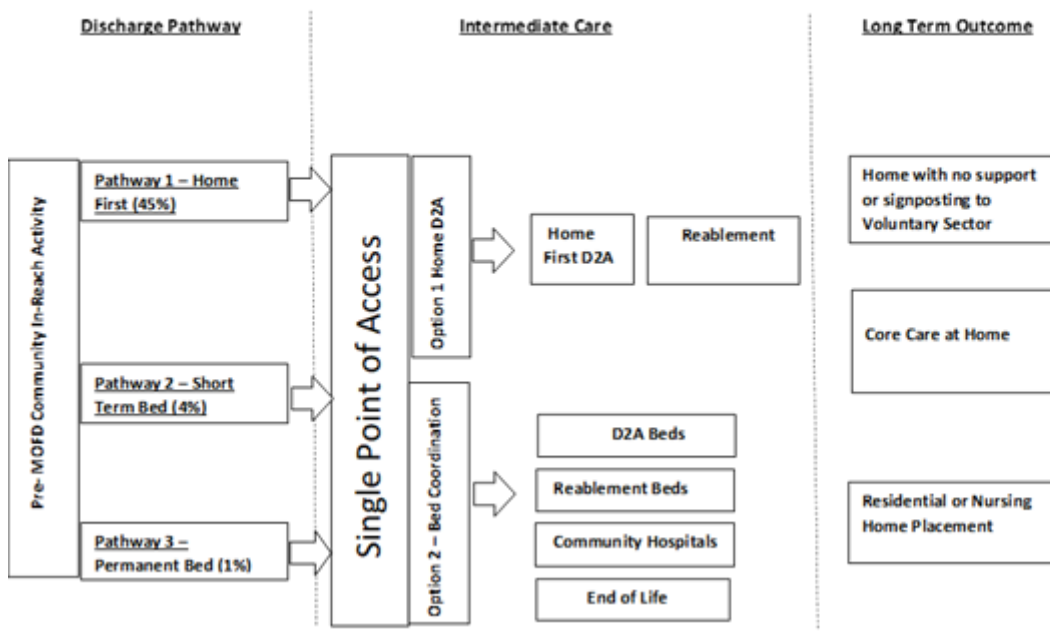 Discharge Pathway
Intermediate Care
Long Term Outcome
Pre- MOFD Community In-Reach Activity
Pathway 1 – Home
First (45%)
Pathway 2 – Short
Term Bed (4%)
Pathway 3 –
Permanent Bed (1%)
Single Point of Access
Option 1 Home D2A
Option 2 – Bed Coordination
Home
First D2A
Reablement
D2A Beds
Reablement Beds
Community Hospitals
End of Life
Home with no support
or signposting to
Voluntary Sector
Core Care at Home
Residential or Nursing
Home Placement